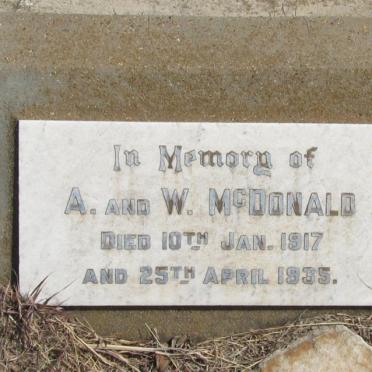 In Memory of
A. AND W. McDONALD
DIED 10TH JAN. 1917
AND 25TH APRIL 1935.